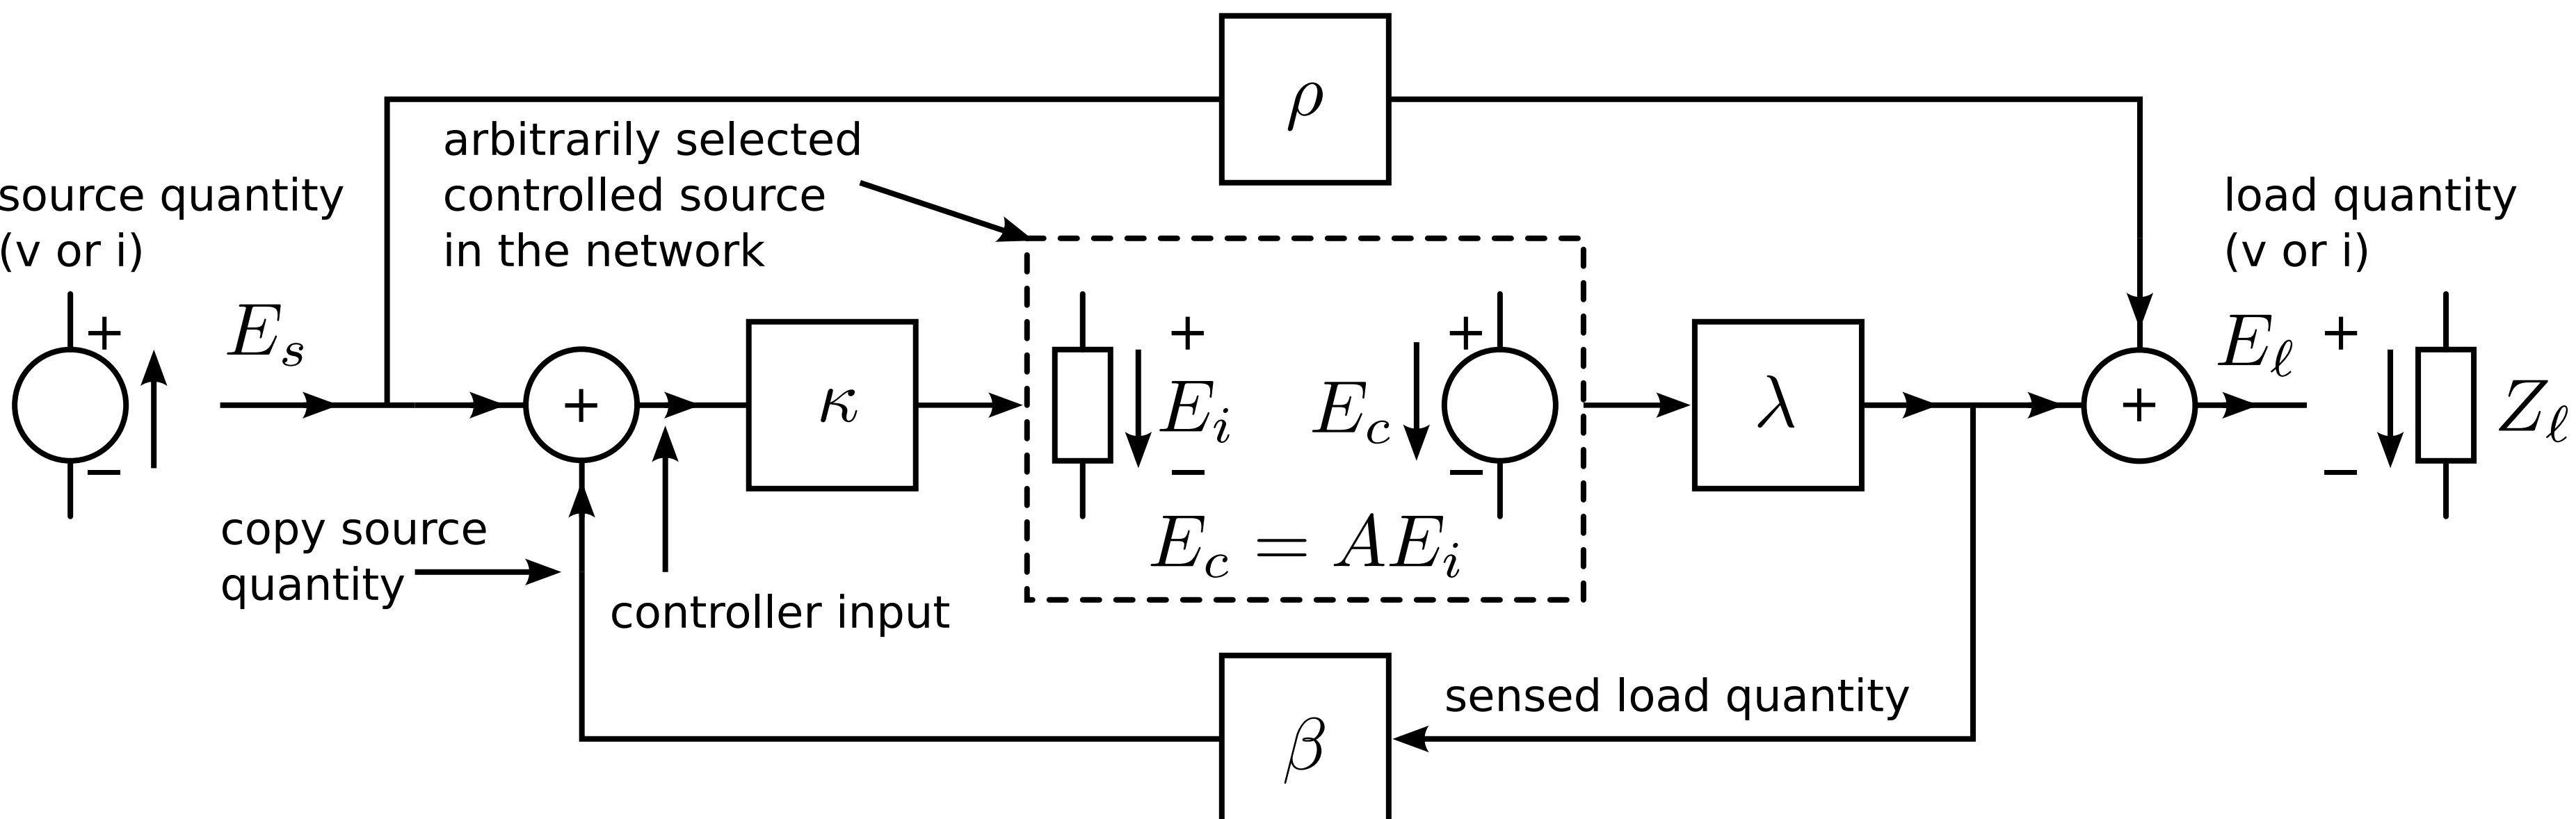 ρ
arbitrarily selected
controlled source
in the network
source quantity
(v or i)
load quantity
(v or i)
+
−
E_s
+
κ
+
E_i
−
+
E_c
−
E_c = AE_i
λ
+
E_ℓ
+
−
Z_ℓ
copy source
quantity
controller input
sensed load quantity
β